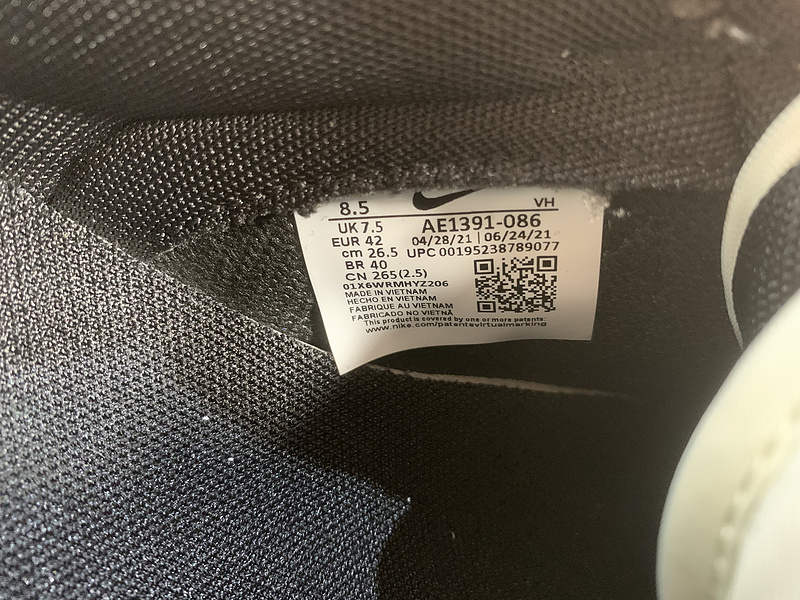 8.5 VH
UK 7.5 AE1391-086
EUR 42 04/28/21 | 06/24/21
cm 26.5 UPC 00195238789077
BR 40
CN 265(2.5)
01X6WRMHYZ206
MADE IN VIETNAM
HECHO EN VIETNAM
FABRIQUE AU VIETNAM
FABRICADO NO VIETNÃ
This product is covered by one or more patents:
www.nike.com/patentsvirtualmarking